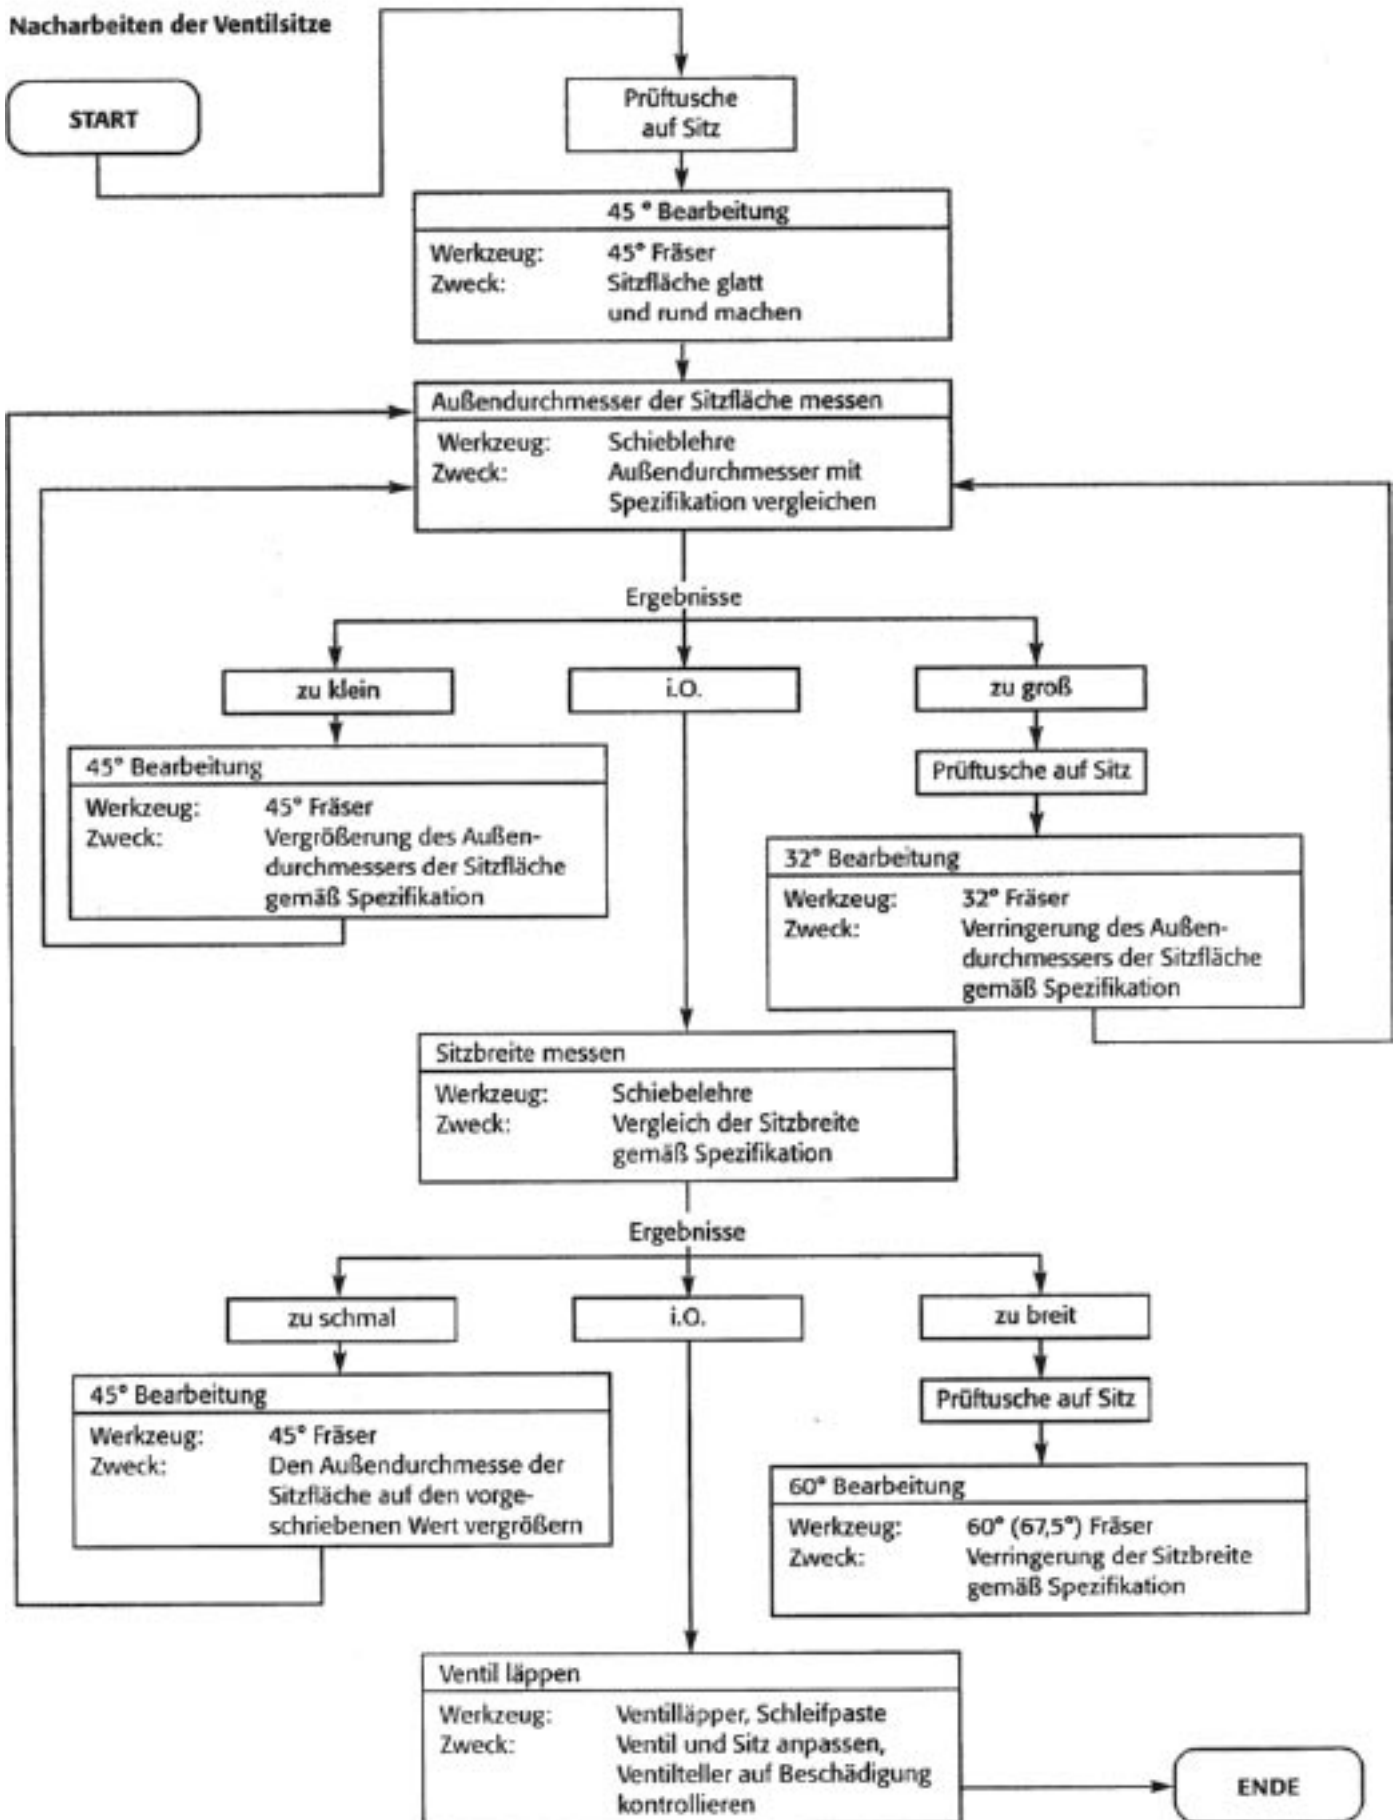 Nacharbeiten der Ventilsitze
START
Prüftusche
auf Sitz
45 ° Bearbeitung
Werkzeug: 45° Fräser
Zweck: Sitzfläche glatt
und rund machen
Außendurchmesser der Sitzfläche messen
Werkzeug: Schieblehre
Zweck: Außendurchmesser mit
Spezifikation vergleichen
Ergebnisse
zu klein
i.O.
zu groß
45° Bearbeitung
Werkzeug: 45° Fräser
Zweck: Vergrößerung des Außen-
durchmessers der Sitzfläche
gemäß Spezifikation
Prüftusche auf Sitz
32° Bearbeitung
Werkzeug: 32° Fräser
Zweck: Verringerung des Außen-
durchmessers der Sitzfläche
gemäß Spezifikation
Sitzbreite messen
Werkzeug: Schiebelehre
Zweck: Vergleich der Sitzbreite
gemäß Spezifikation
Ergebnisse
zu schmal
i.O.
zu breit
45° Bearbeitung
Werkzeug: 45° Fräser
Zweck: Den Außendurchmesse der
Sitzfläche auf den vorge-
schriebenen Wert vergrößern
Prüftusche auf Sitz
60° Bearbeitung
Werkzeug: 60° (67,5°) Fräser
Zweck: Verringerung der Sitzbreite
gemäß Spezifikation
Ventil läppen
Werkzeug: Ventilläpper, Schleifpaste
Zweck: Ventil und Sitz anpassen,
Ventilteller auf Beschädigung
kontrollieren
ENDE